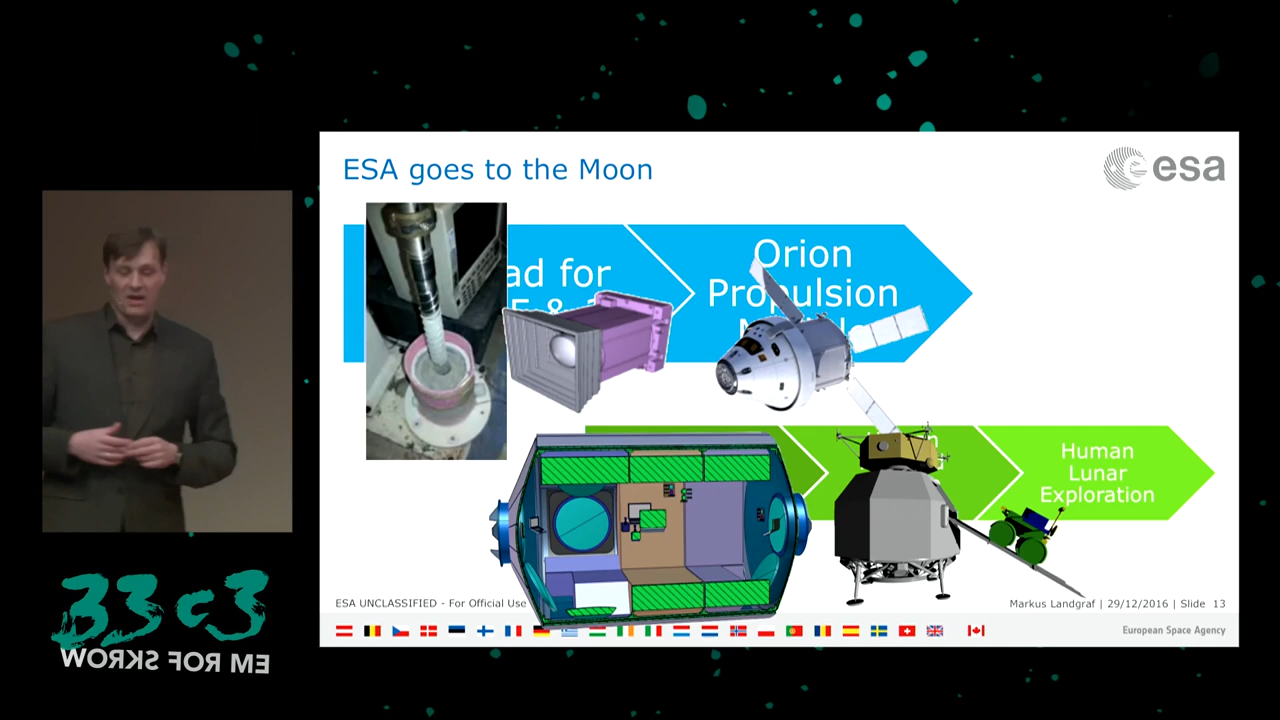 ESA goes to the Moon
esa
ad for
Orion
Propulsion
Human
Lunar
Exploration
ESA UNCLASSIFIED - For Official Use
Markus Landgraf | 29/12/2016 | Slide 13
European Space Agency
33c3
WORKS FOR ME